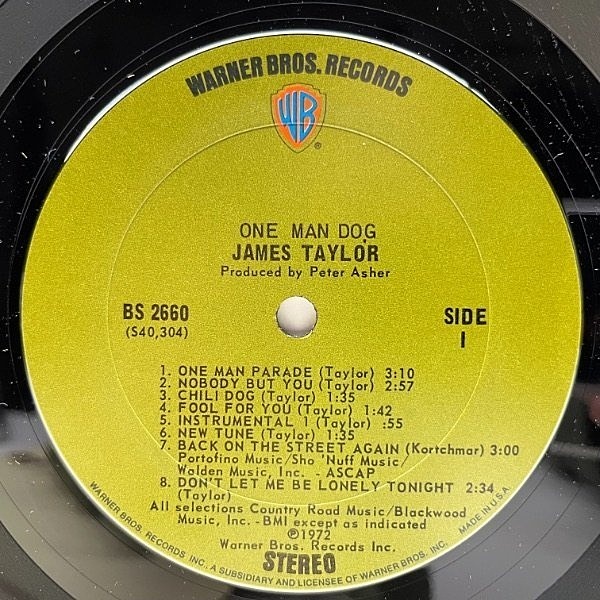 WARNER BROS. RECORDS
WB
®
ONE MAN DOG
JAMES TAYLOR
Produced by Peter Asher
BS 2660
(S40,304)
SIDE
1
1. ONE MAN PARADE (Taylor) 3:10
2. NOBODY BUT YOU (Taylor) 2:57
3. CHILI DOG (Taylor) 1:35
4. FOOL FOR YOU (Taylor) 1:42
5. INSTRUMENTAL 1 (Taylor) :55
6. NEW TUNE (Taylor) 1:35
7. BACK ON THE STREET AGAIN (Kortchmar) 3:00
Portofino Music/Sho 'Nuff Music/
Walden Music, Inc. - ASCAP
8. DON'T LET ME BE LONELY TONIGHT 2:34
(Taylor)
All selections Country Road Music/Blackwood
Music, Inc. - BMI except as indicated
℗1972
Warner Bros. Records Inc.
STEREO
WARNER BROS. RECORDS INC. A SUBSIDIARY AND LICENSEE OF WARNER BROS. INC. MADE IN U.S.A.